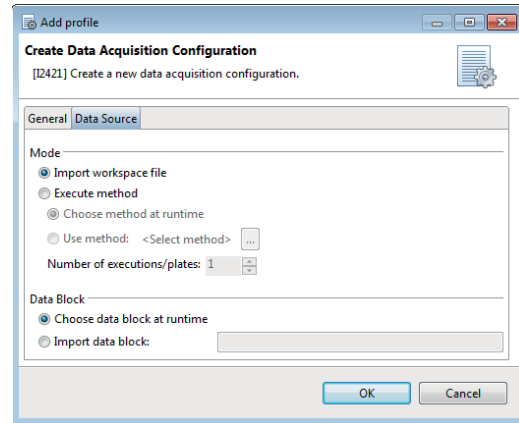 Add profile
Create Data Acquisition Configuration
[I2421] Create a new data acquisition configuration.
General Data Source
Mode
Import workspace file
Execute method
Choose method at runtime
Use method: <Select method> ...
Number of executions/plates: 1
Data Block
Choose data block at runtime
Import data block:
OK Cancel